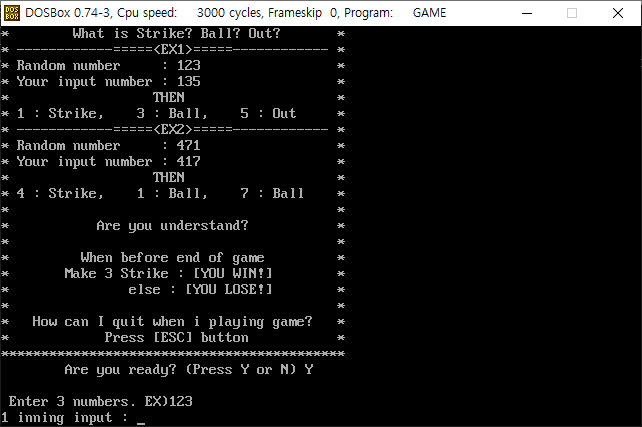 DOSBox 0.74-3, Cpu speed: 3000 cycles, Frameskip 0, Program: GAME
* What is Strike? Ball? Out? *
* ------------=====<EX1>=====------------ *
* Random number : 123 *
* Your input number : 135 *
* THEN *
* 1 : Strike, 3 : Ball, 5 : Out *
* ------------=====<EX2>=====------------ *
* Random number : 471 *
* Your input number : 417 *
* THEN *
* 4 : Strike, 1 : Ball, 7 : Ball *
* *
* Are you understand? *
* *
* When before end of game *
* Make 3 Strike : [YOU WIN!] *
* else : [YOU LOSE!] *
* *
* How can I quit when i playing game? *
* Press [ESC] button *
*******************************************
Are you ready? (Press Y or N) Y
Enter 3 numbers. EX)123
1 inning input : _